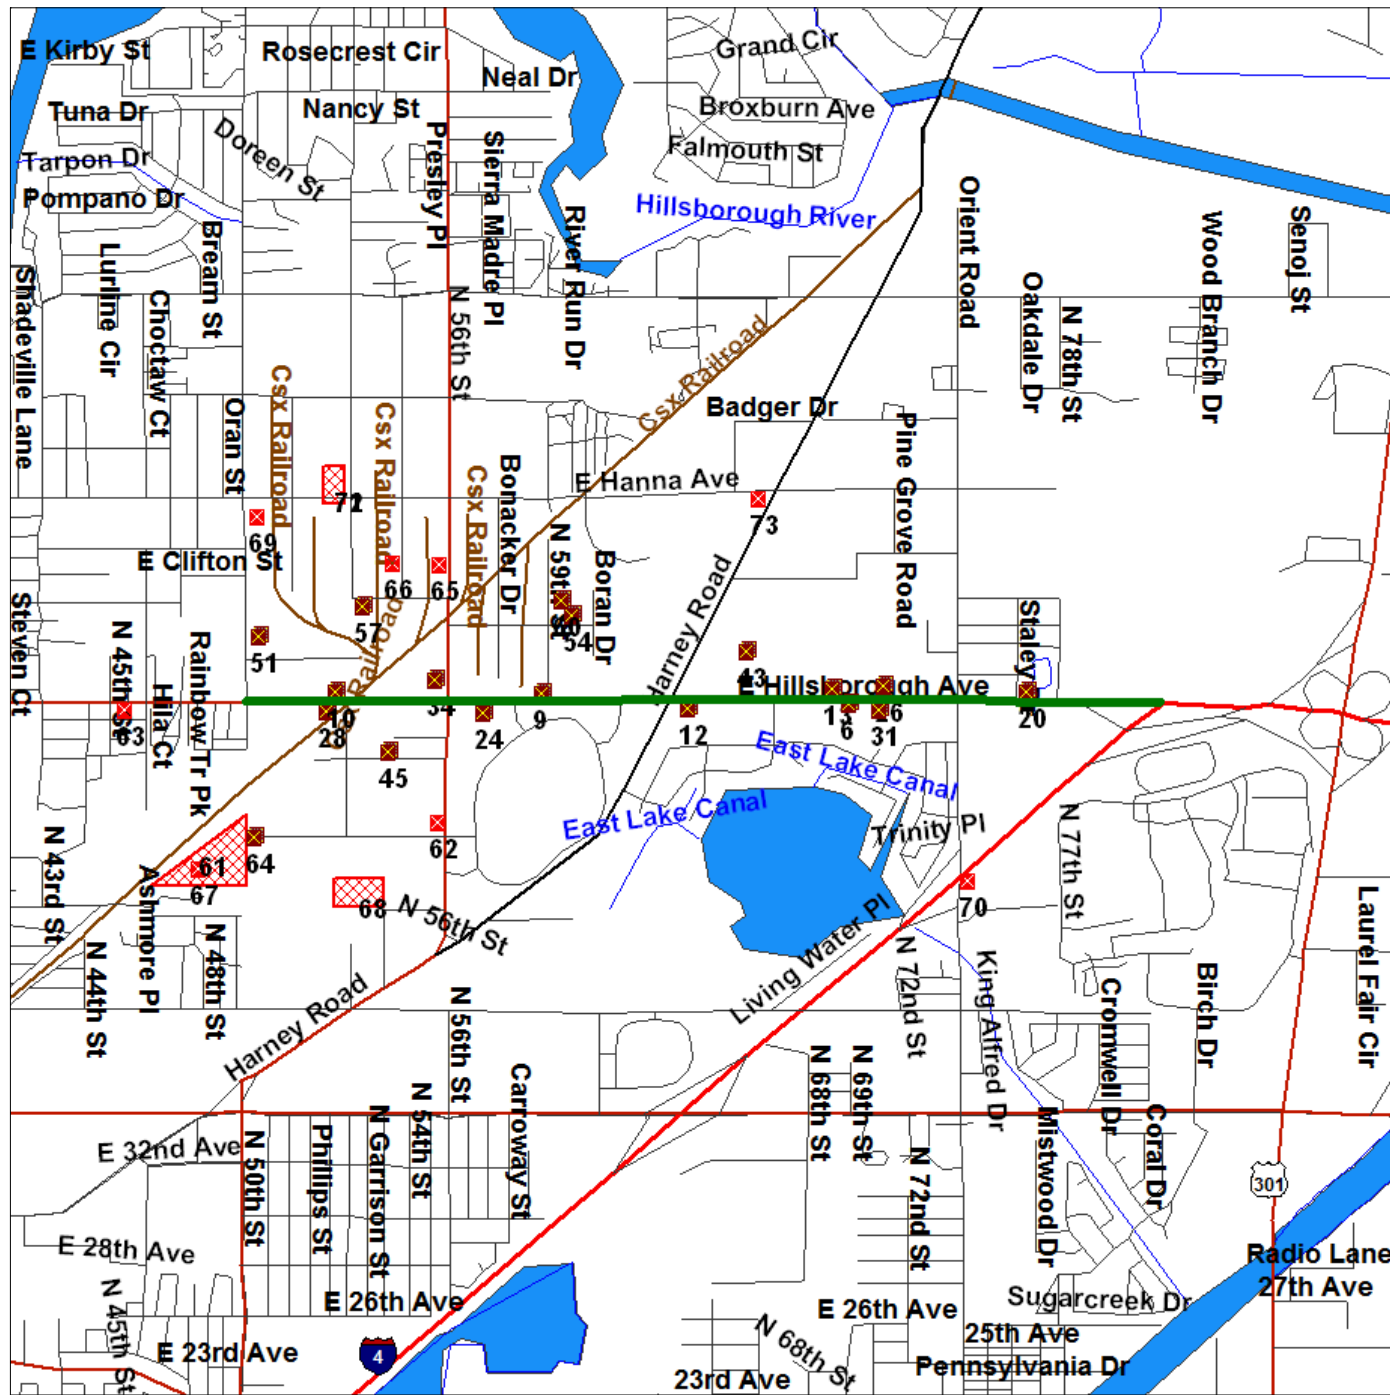 E Kirby St
Rosecrest Cir
Grand Cir
Neal Dr
Tuna Dr
Nancy St
Broxburn Ave
Doreen St
Presley Pl
Sierra Madre Pl
Tarpon Dr
Falmouth St
Pompano Dr
Hillsborough River
River Run Dr
Orient Road
Wood Branch Dr
Senoj St
Bream St
Lurline Cir
Shadeville Lane
Choctaw Ct
N 56th St
Oakdale Dr
N 78th St
Csx Railroad
Oran St
Csx Railroad
Csx Railroad
Badger Dr
Pine Grove Road
Csx Railroad
Bonacker Dr
E Hanna Ave
73
69
E Clifton St
66
65
Boran Dr
Harney Road
57
54
Steven Ct
N 45th St
Rainbow Tr Pk
51
Railroad
Staley
Hila Ct
E Hillsborough Ave
43
63
10
28
34
24
9
12
6
31
20
45
East Lake Canal
East Lake Canal
62
Trinity Pl
N 77th St
64
61
67
68
N 43rd St
Ashmore Pl
N 56th St
70
Living Water Pl
Laurel Fair Cir
N 44th St
N 48th St
N 72nd St
King Alfred Dr
Birch Dr
Cromwell Dr
Harney Road
N 56th St
Carroway St
N 68th St
N 69th St
N 54th St
N Garrison St
Phillips St
E 32nd Ave
N 50th St
Mistwood Dr
Coral Dr
N 72nd St
301
E 28th Ave
Radio Lane
27th Ave
N 45th St
E 26th Ave
E 26th Ave
Sugarcreek Dr
N 68th St
25th Ave
E 23rd Ave
4
23rd Ave
Pennsylvania Dr